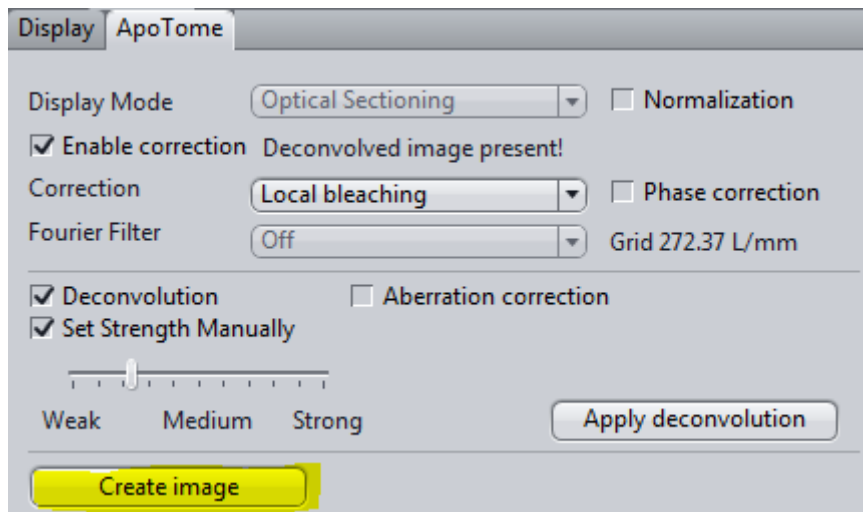 Display ApoTome
Display Mode Optical Sectioning Normalization
Enable correction Deconvolved image present!
Correction Local bleaching Phase correction
Fourier Filter Off Grid 272.37 L/mm
Deconvolution Aberration correction
Set Strength Manually
Weak Medium Strong Apply deconvolution
Create image